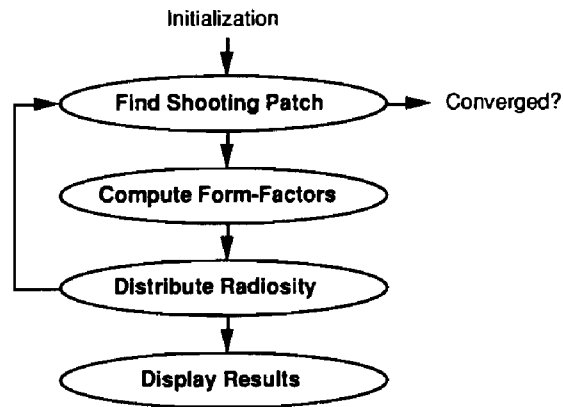 Initialization
Find Shooting Patch
Converged?
Compute Form-Factors
Distribute Radiosity
Display Results